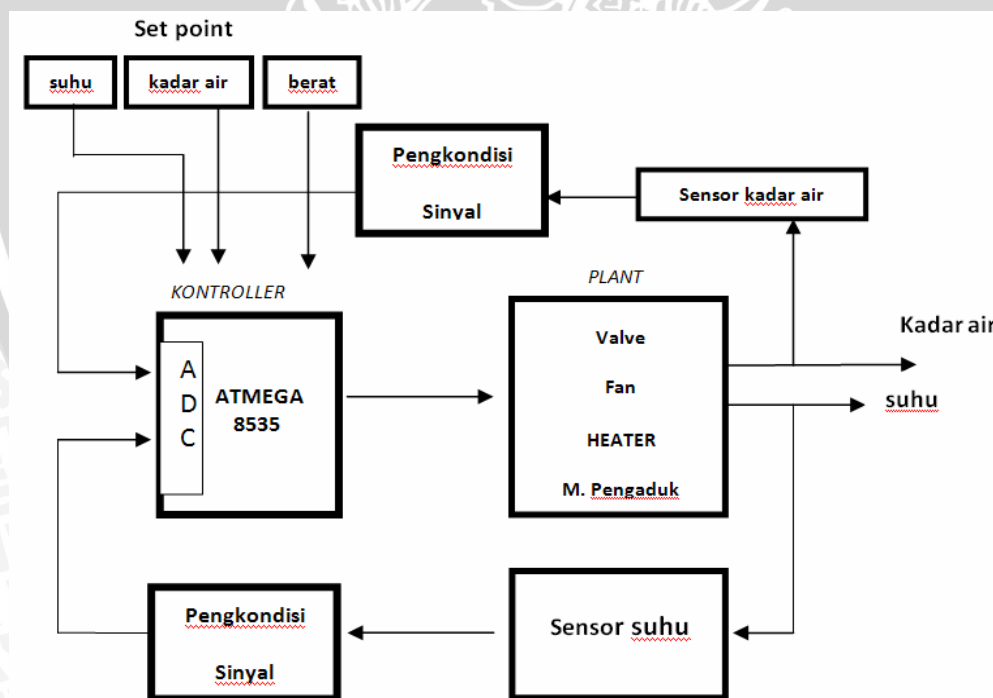 Set point
suhu
kadar air
berat
Pengkondisi
Sinyal
Sensor kadar air
KONTROLLER
PLANT
A
D
C
ATMEGA
8535
Valve
Fan
HEATER
M. Pengaduk
Kadar air
suhu
Pengkondisi
Sinyal
Sensor suhu